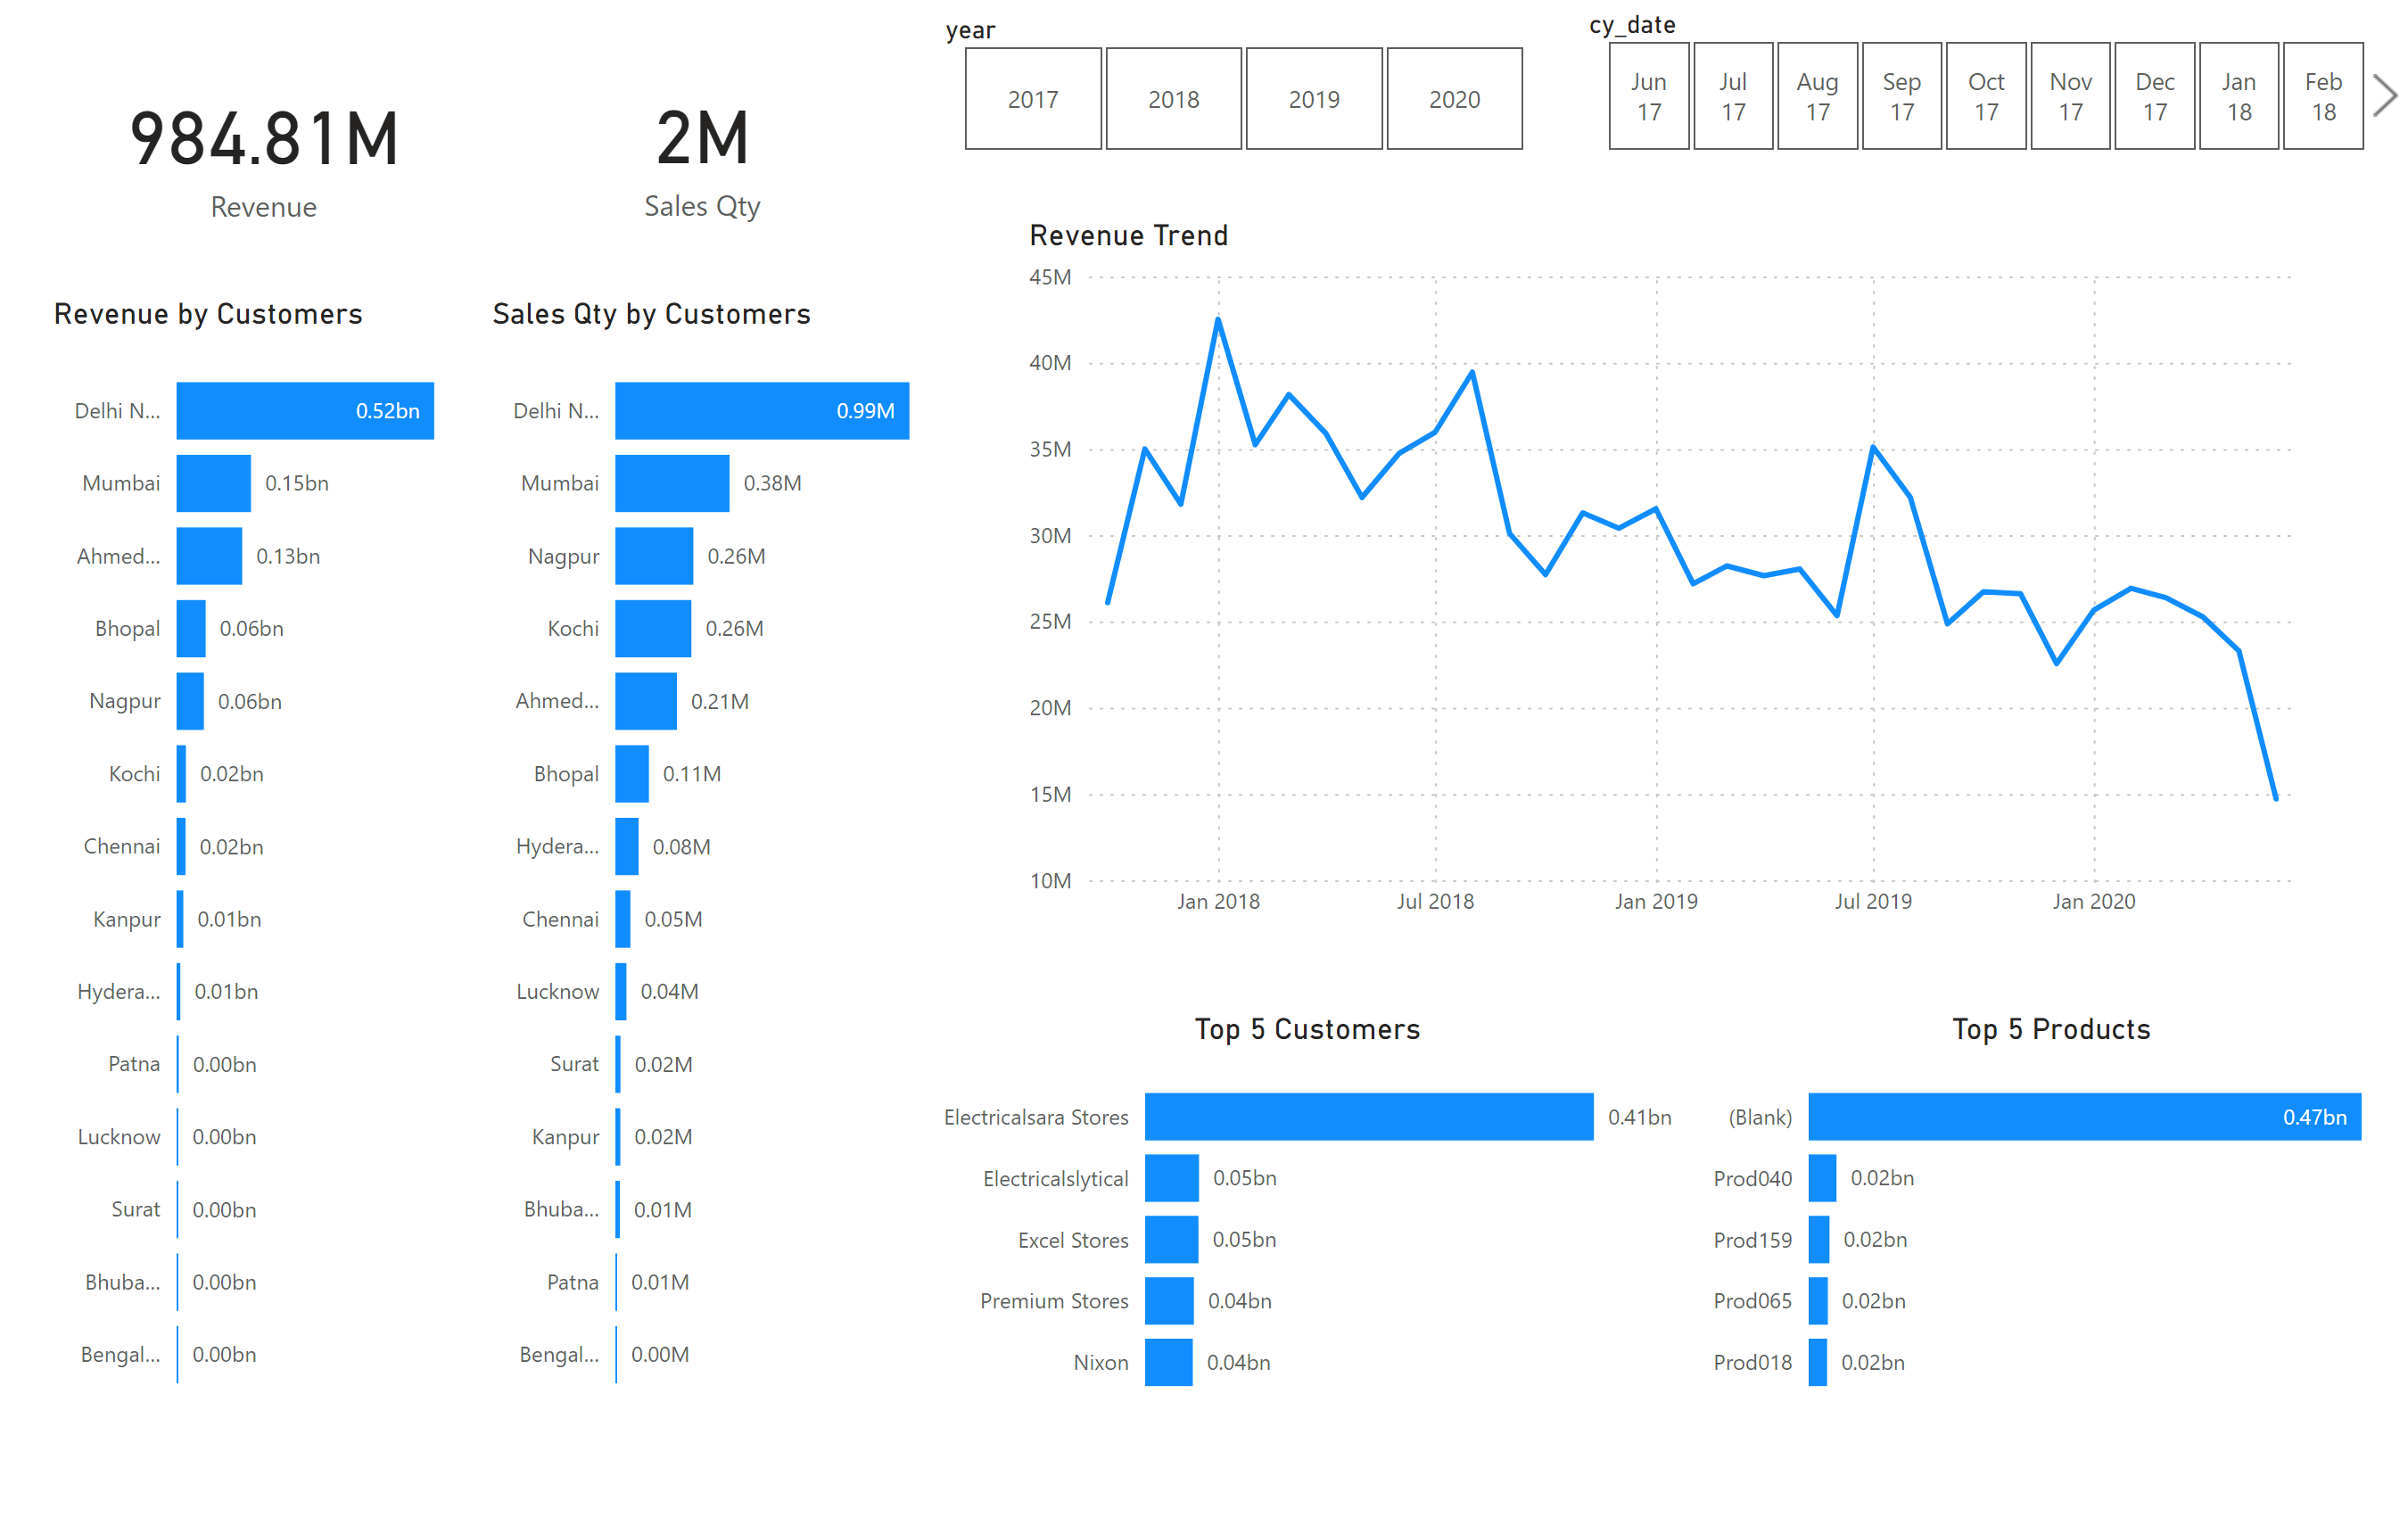 984.81M
Revenue
2M
Sales Qty
year
2017
2018
2019
2020
cy_date
Jun
17
Jul
17
Aug
17
Sep
17
Oct
17
Nov
17
Dec
17
Jan
18
Feb
18
Revenue by Customers
Delhi N... 0.52bn
Mumbai 0.15bn
Ahmed... 0.13bn
Bhopal 0.06bn
Nagpur 0.06bn
Kochi 0.02bn
Chennai 0.02bn
Kanpur 0.01bn
Hydera... 0.01bn
Patna 0.00bn
Lucknow 0.00bn
Surat 0.00bn
Bhuba... 0.00bn
Bengal... 0.00bn
Sales Qty by Customers
Delhi N... 0.99M
Mumbai 0.38M
Nagpur 0.26M
Kochi 0.26M
Ahmed... 0.21M
Bhopal 0.11M
Hydera... 0.08M
Chennai 0.05M
Lucknow 0.04M
Surat 0.02M
Kanpur 0.02M
Bhuba... 0.01M
Patna 0.01M
Bengal... 0.00M
Revenue Trend
45M
40M
35M
30M
25M
20M
15M
10M
Jan 2018 Jul 2018 Jan 2019 Jul 2019 Jan 2020
Top 5 Customers
Electricalsara Stores 0.41bn
Electricalslytical 0.05bn
Excel Stores 0.05bn
Premium Stores 0.04bn
Nixon 0.04bn
Top 5 Products
(Blank) 0.47bn
Prod040 0.02bn
Prod159 0.02bn
Prod065 0.02bn
Prod018 0.02bn